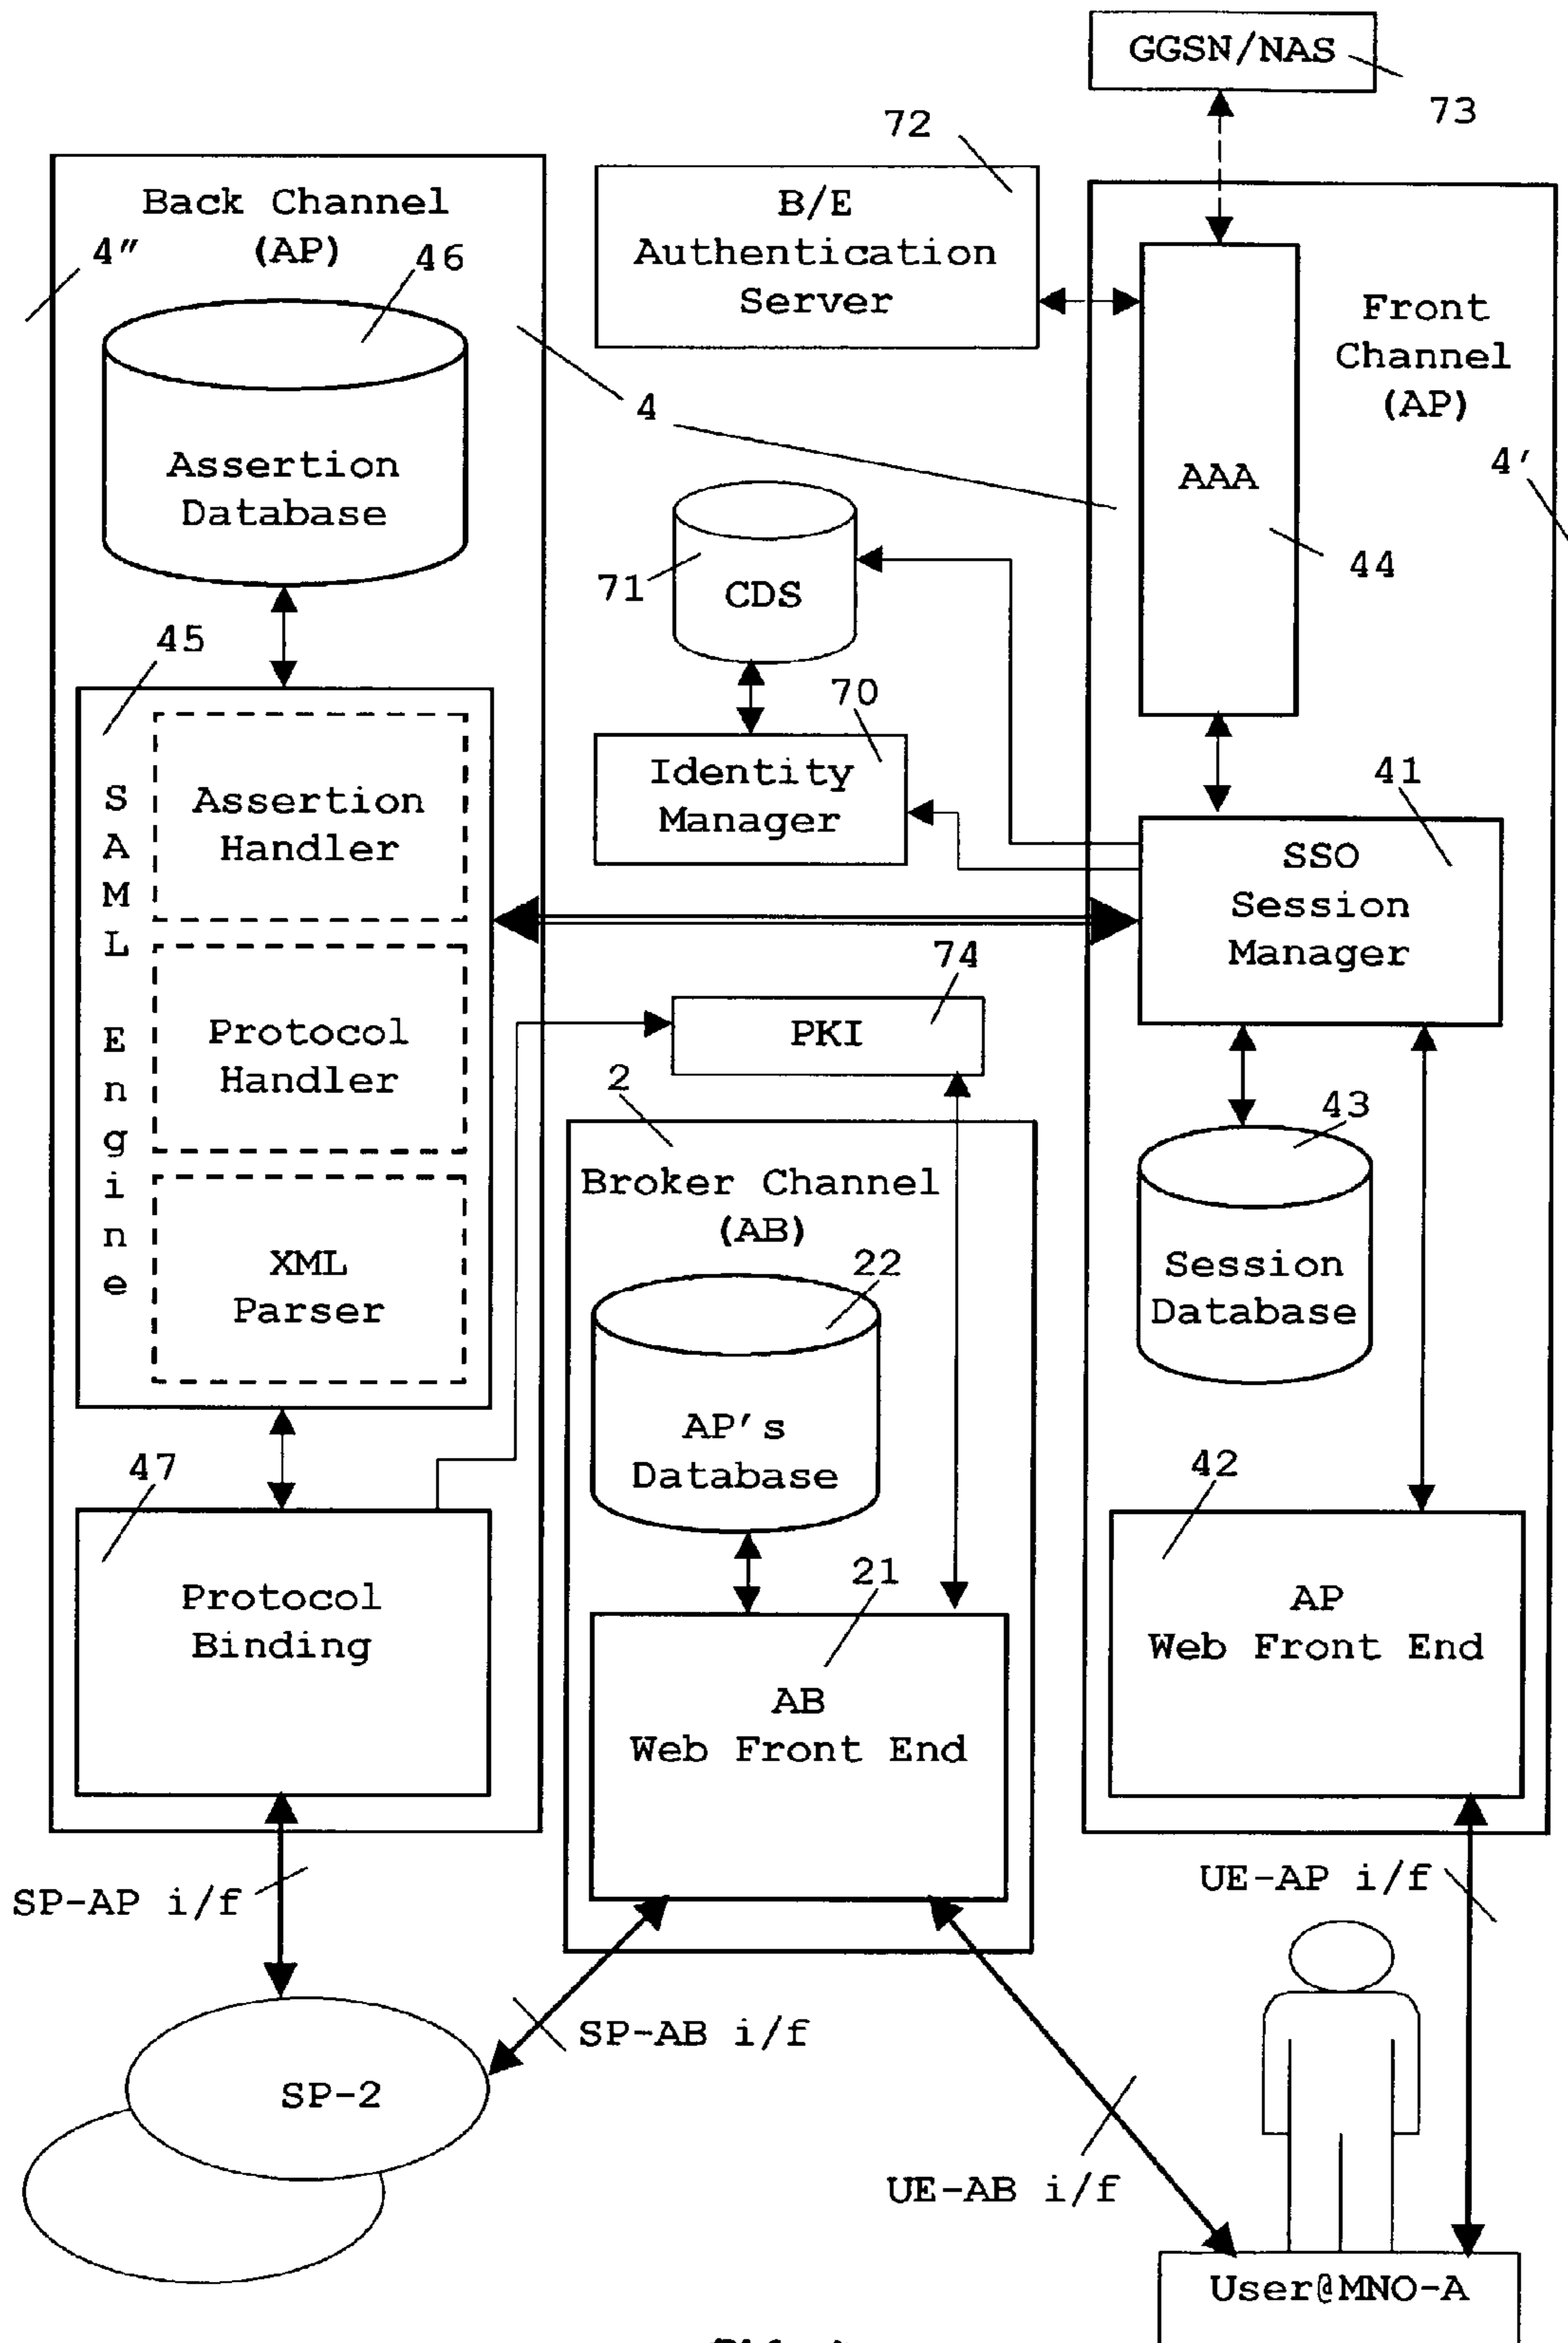 GGSN/NAS
73
72
Back Channel
(AP)
4"
46
B/E
Authentication
Server
Front
Channel
(AP)
4
4'
Assertion
Database
AAA
44
71
CDS
45
70
Identity
Manager
41
SSO
Session
Manager
SAML Engine
Assertion
Handler
Protocol
Handler
XML
Parser
74
PKI
2
Broker Channel
(AB)
22
AP's
Database
43
Session
Database
47
Protocol
Binding
21
AB
Web Front End
42
AP
Web Front End
SP-AP i/f
UE-AP i/f
SP-AB i/f
SP-2
UE-AB i/f
User@MNO-A